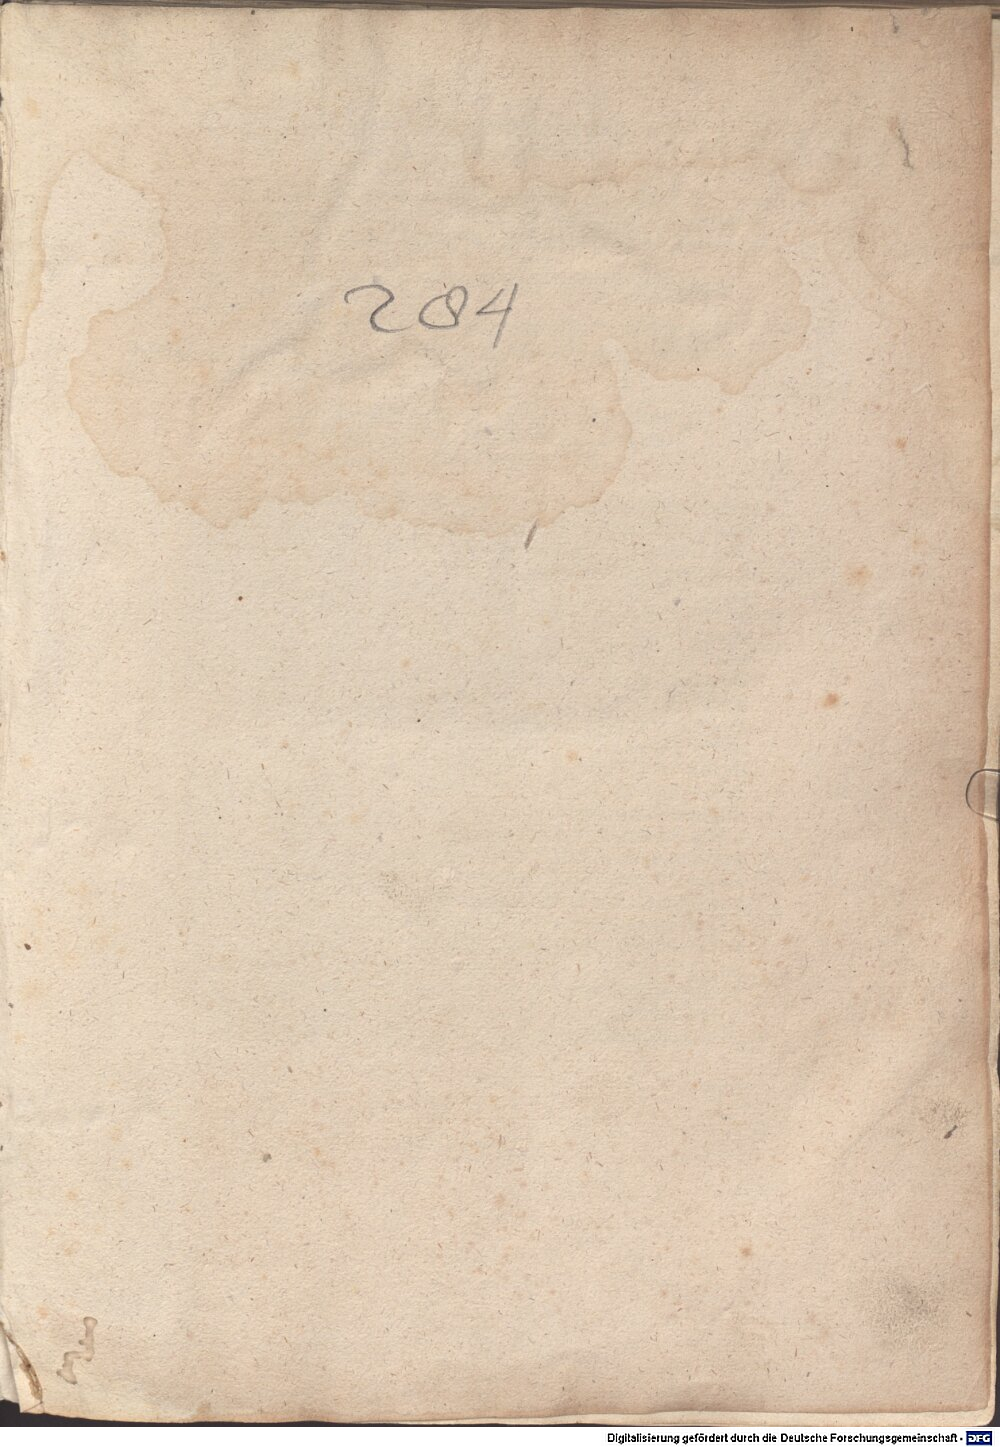 284
Digitalisierung gefördert durch die Deutsche Forschungsgemeinschaft - DFG